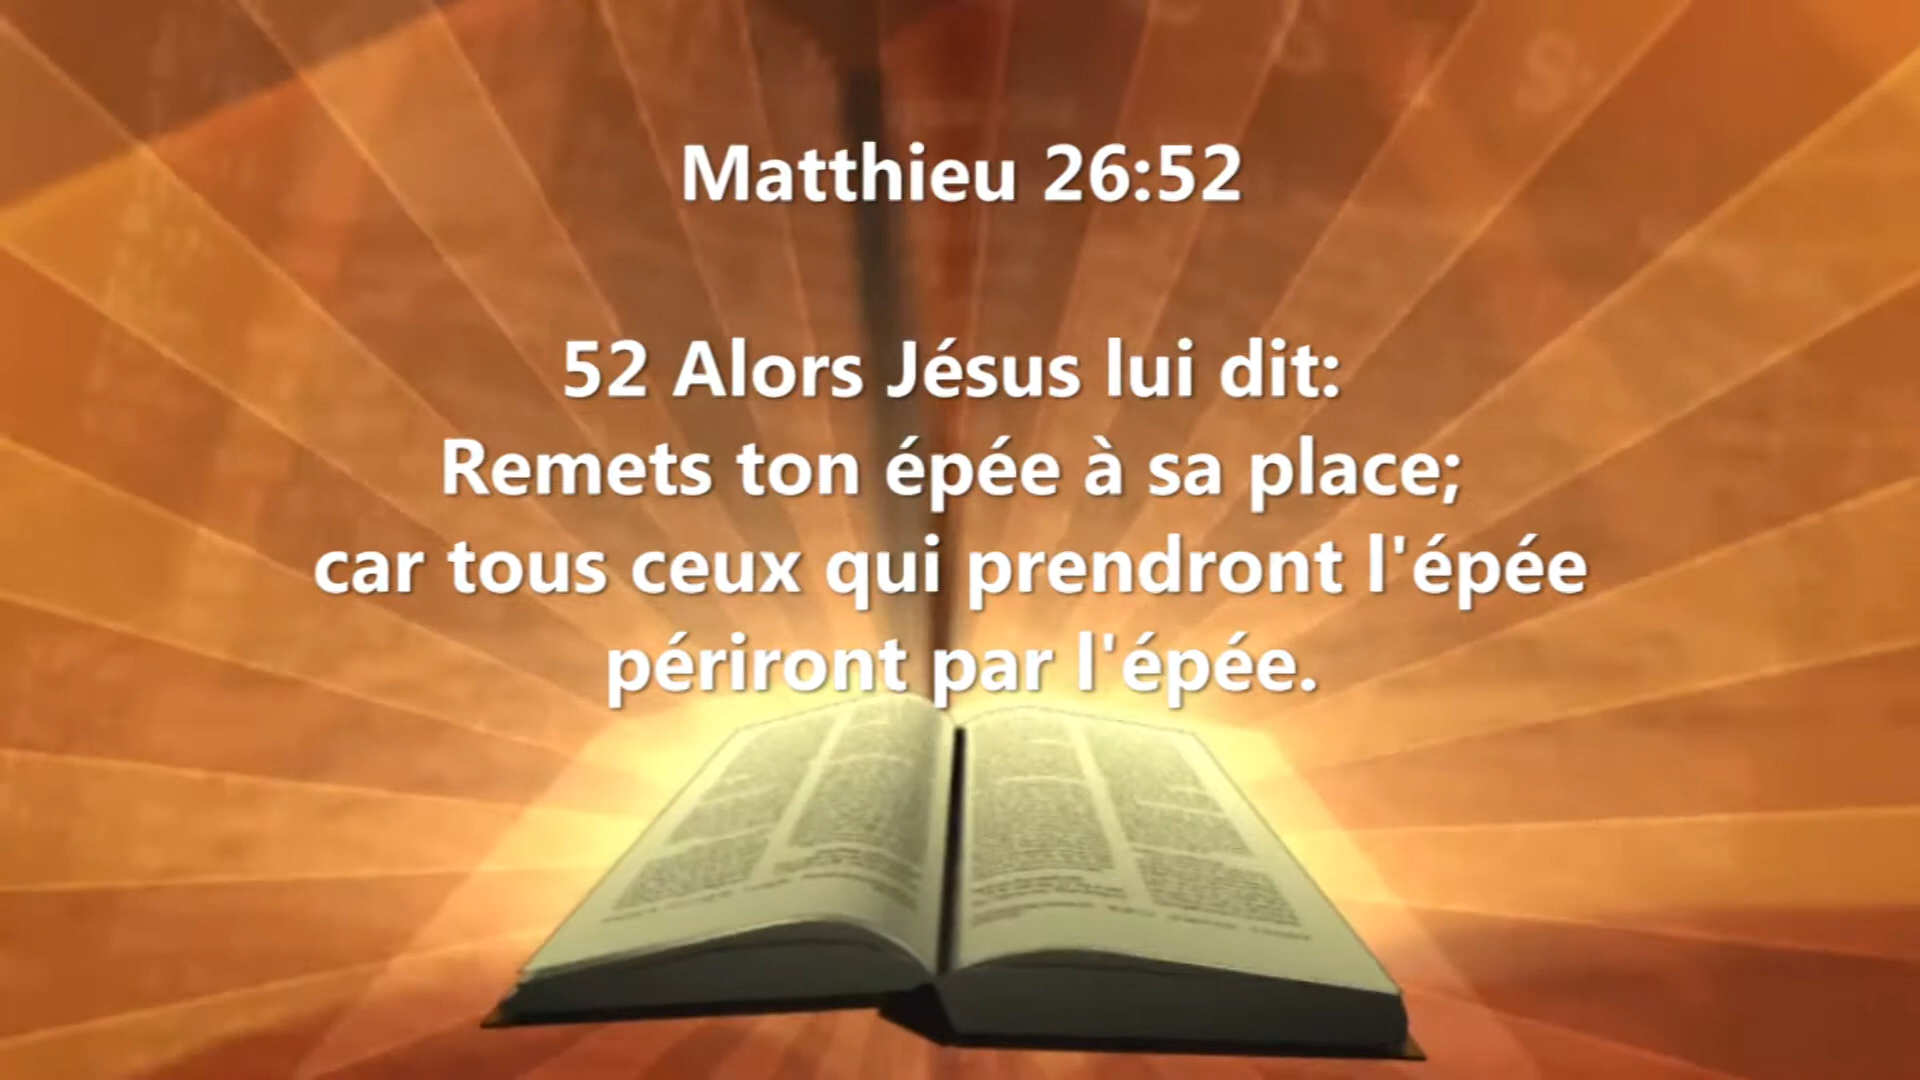 Matthieu 26:52
52 Alors Jésus lui dit:
Remets ton épée à sa place;
car tous ceux qui prendront l'épée
périront par l'épée.